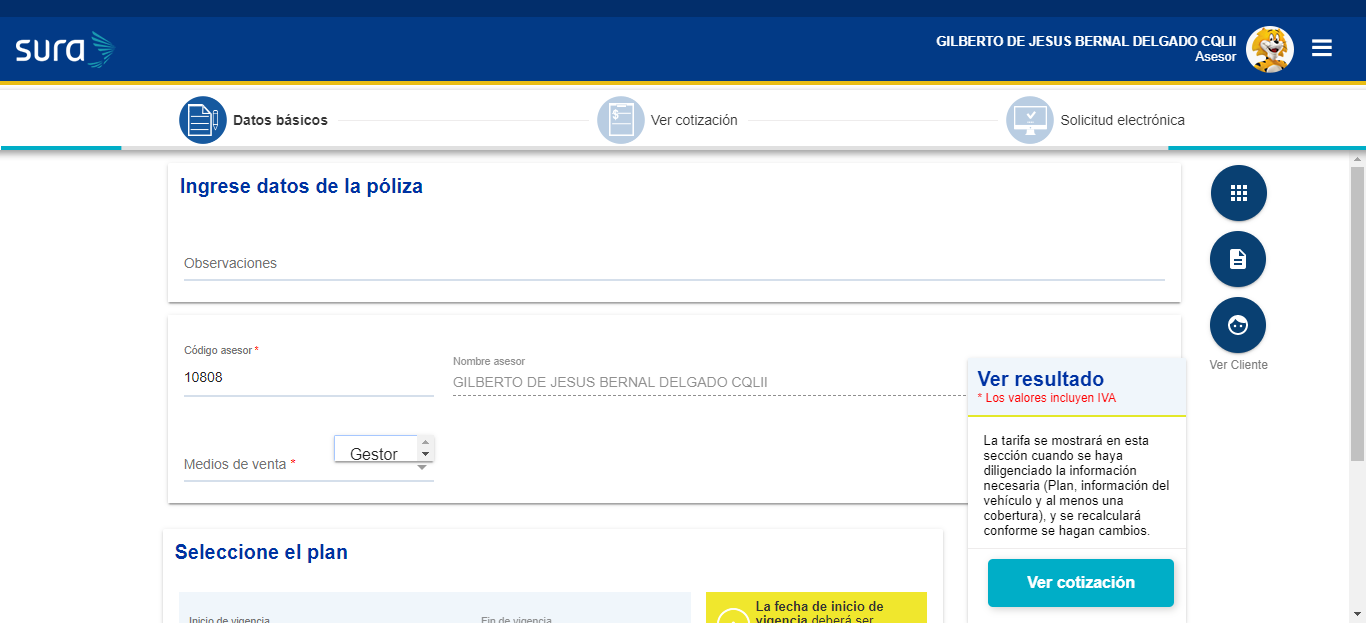 sura
GILBERTO DE JESUS BERNAL DELGADO CQLII
Asesor
Datos básicos
Ver cotización
Solicitud electrónica
Ingrese datos de la póliza
Observaciones
Código asesor *
10808
Nombre asesor
GILBERTO DE JESUS BERNAL DELGADO CQLII
Medios de venta *
Gestor
Ver Cliente
Ver resultado
* Los valores incluyen IVA
La tarifa se mostrará en esta
sección cuando se haya
diligenciado la información
necesaria (Plan, información del
vehículo y al menos una
cobertura), y se recalculará
conforme se hagan cambios.
Ver cotización
Seleccione el plan
Inicio de vigencia
Fin de vigencia
La fecha de inicio de
vigencia deberá ser